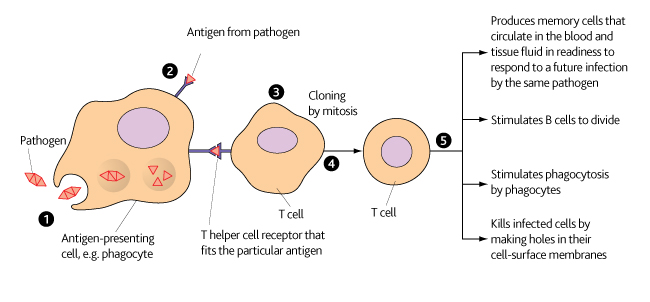 Antigen from pathogen
2
Pathogen
1
Antigen-presenting
cell, e.g. phagocyte
3
T cell
T helper cell receptor that
fits the particular antigen
Cloning
by mitosis
4
T cell
5
Produces memory cells that
circulate in the blood and
tissue fluid in readiness to
respond to a future infection
by the same pathogen
Stimulates B cells to divide
Stimulates phagocytosis
by phagocytes
Kills infected cells by
making holes in their
cell-surface membranes